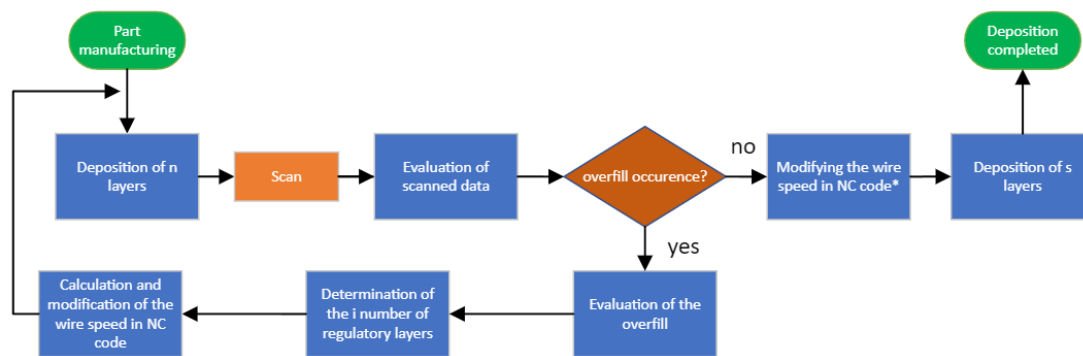 Part
manufacturing
Deposition
completed
Deposition of n
layers
Scan
Evaluation of
scanned data
overfill occurence?
no
Modifying the wire
speed in NC code*
Deposition of s
layers
yes
Calculation and
modification of the
wire speed in NC
code
Determination of
the i number of
regulatory layers
Evaluation of the
overfill